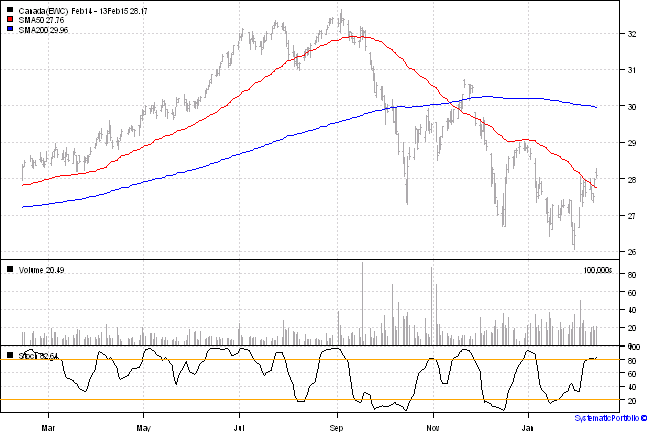 Canada(EWC) Feb14 - 13Feb15 28.17
SMA50 27.76
SMA200 29.96
32
31
30
29
28
27
26
Volume 20.49
100,000s
80
60
40
20
0
Stoch 82.64
100
80
60
40
20
Mar May Jul Sep Nov Jan
SystematicPortfolio ©